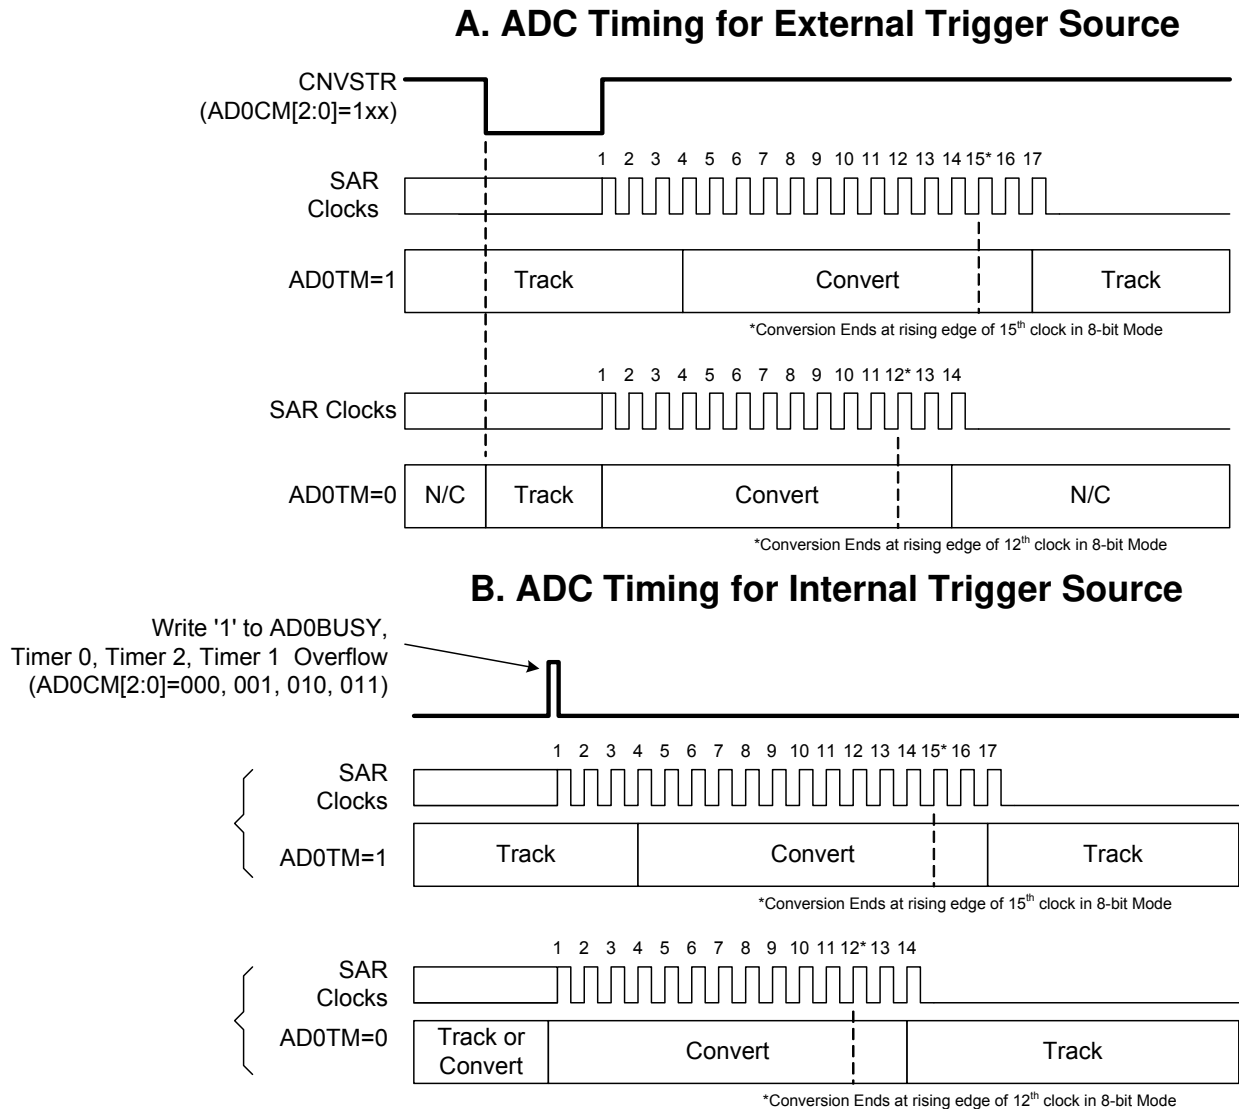 A. ADC Timing for External Trigger Source
CNVSTR
(AD0CM[2:0]=1xx)
1 2 3 4 5 6 7 8 9 10 11 12 13 14 15* 16 17
SAR
Clocks
AD0TM=1 Track Convert Track
*Conversion Ends at rising edge of 15th clock in 8-bit Mode
1 2 3 4 5 6 7 8 9 10 11 12* 13 14
SAR Clocks
AD0TM=0 N/C Track Convert N/C
*Conversion Ends at rising edge of 12th clock in 8-bit Mode
B. ADC Timing for Internal Trigger Source
Write '1' to AD0BUSY,
Timer 0, Timer 2, Timer 1 Overflow
(AD0CM[2:0]=000, 001, 010, 011)
1 2 3 4 5 6 7 8 9 10 11 12 13 14 15* 16 17
SAR
Clocks
AD0TM=1 Track Convert Track
*Conversion Ends at rising edge of 15th clock in 8-bit Mode
1 2 3 4 5 6 7 8 9 10 11 12* 13 14
SAR
Clocks
AD0TM=0 Track or
Convert Convert Track
*Conversion Ends at rising edge of 12th clock in 8-bit Mode